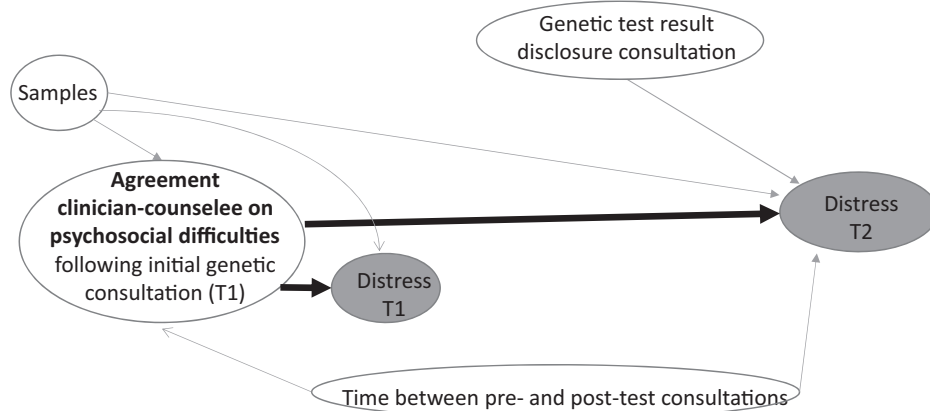 Genetic test result
disclosure consultation
Samples
Agreement
clinician-counselee on
psychosocial difficulties
following initial genetic
consultation (T1)
Distress
T2
Distress
T1
Time between pre- and post-test consultations